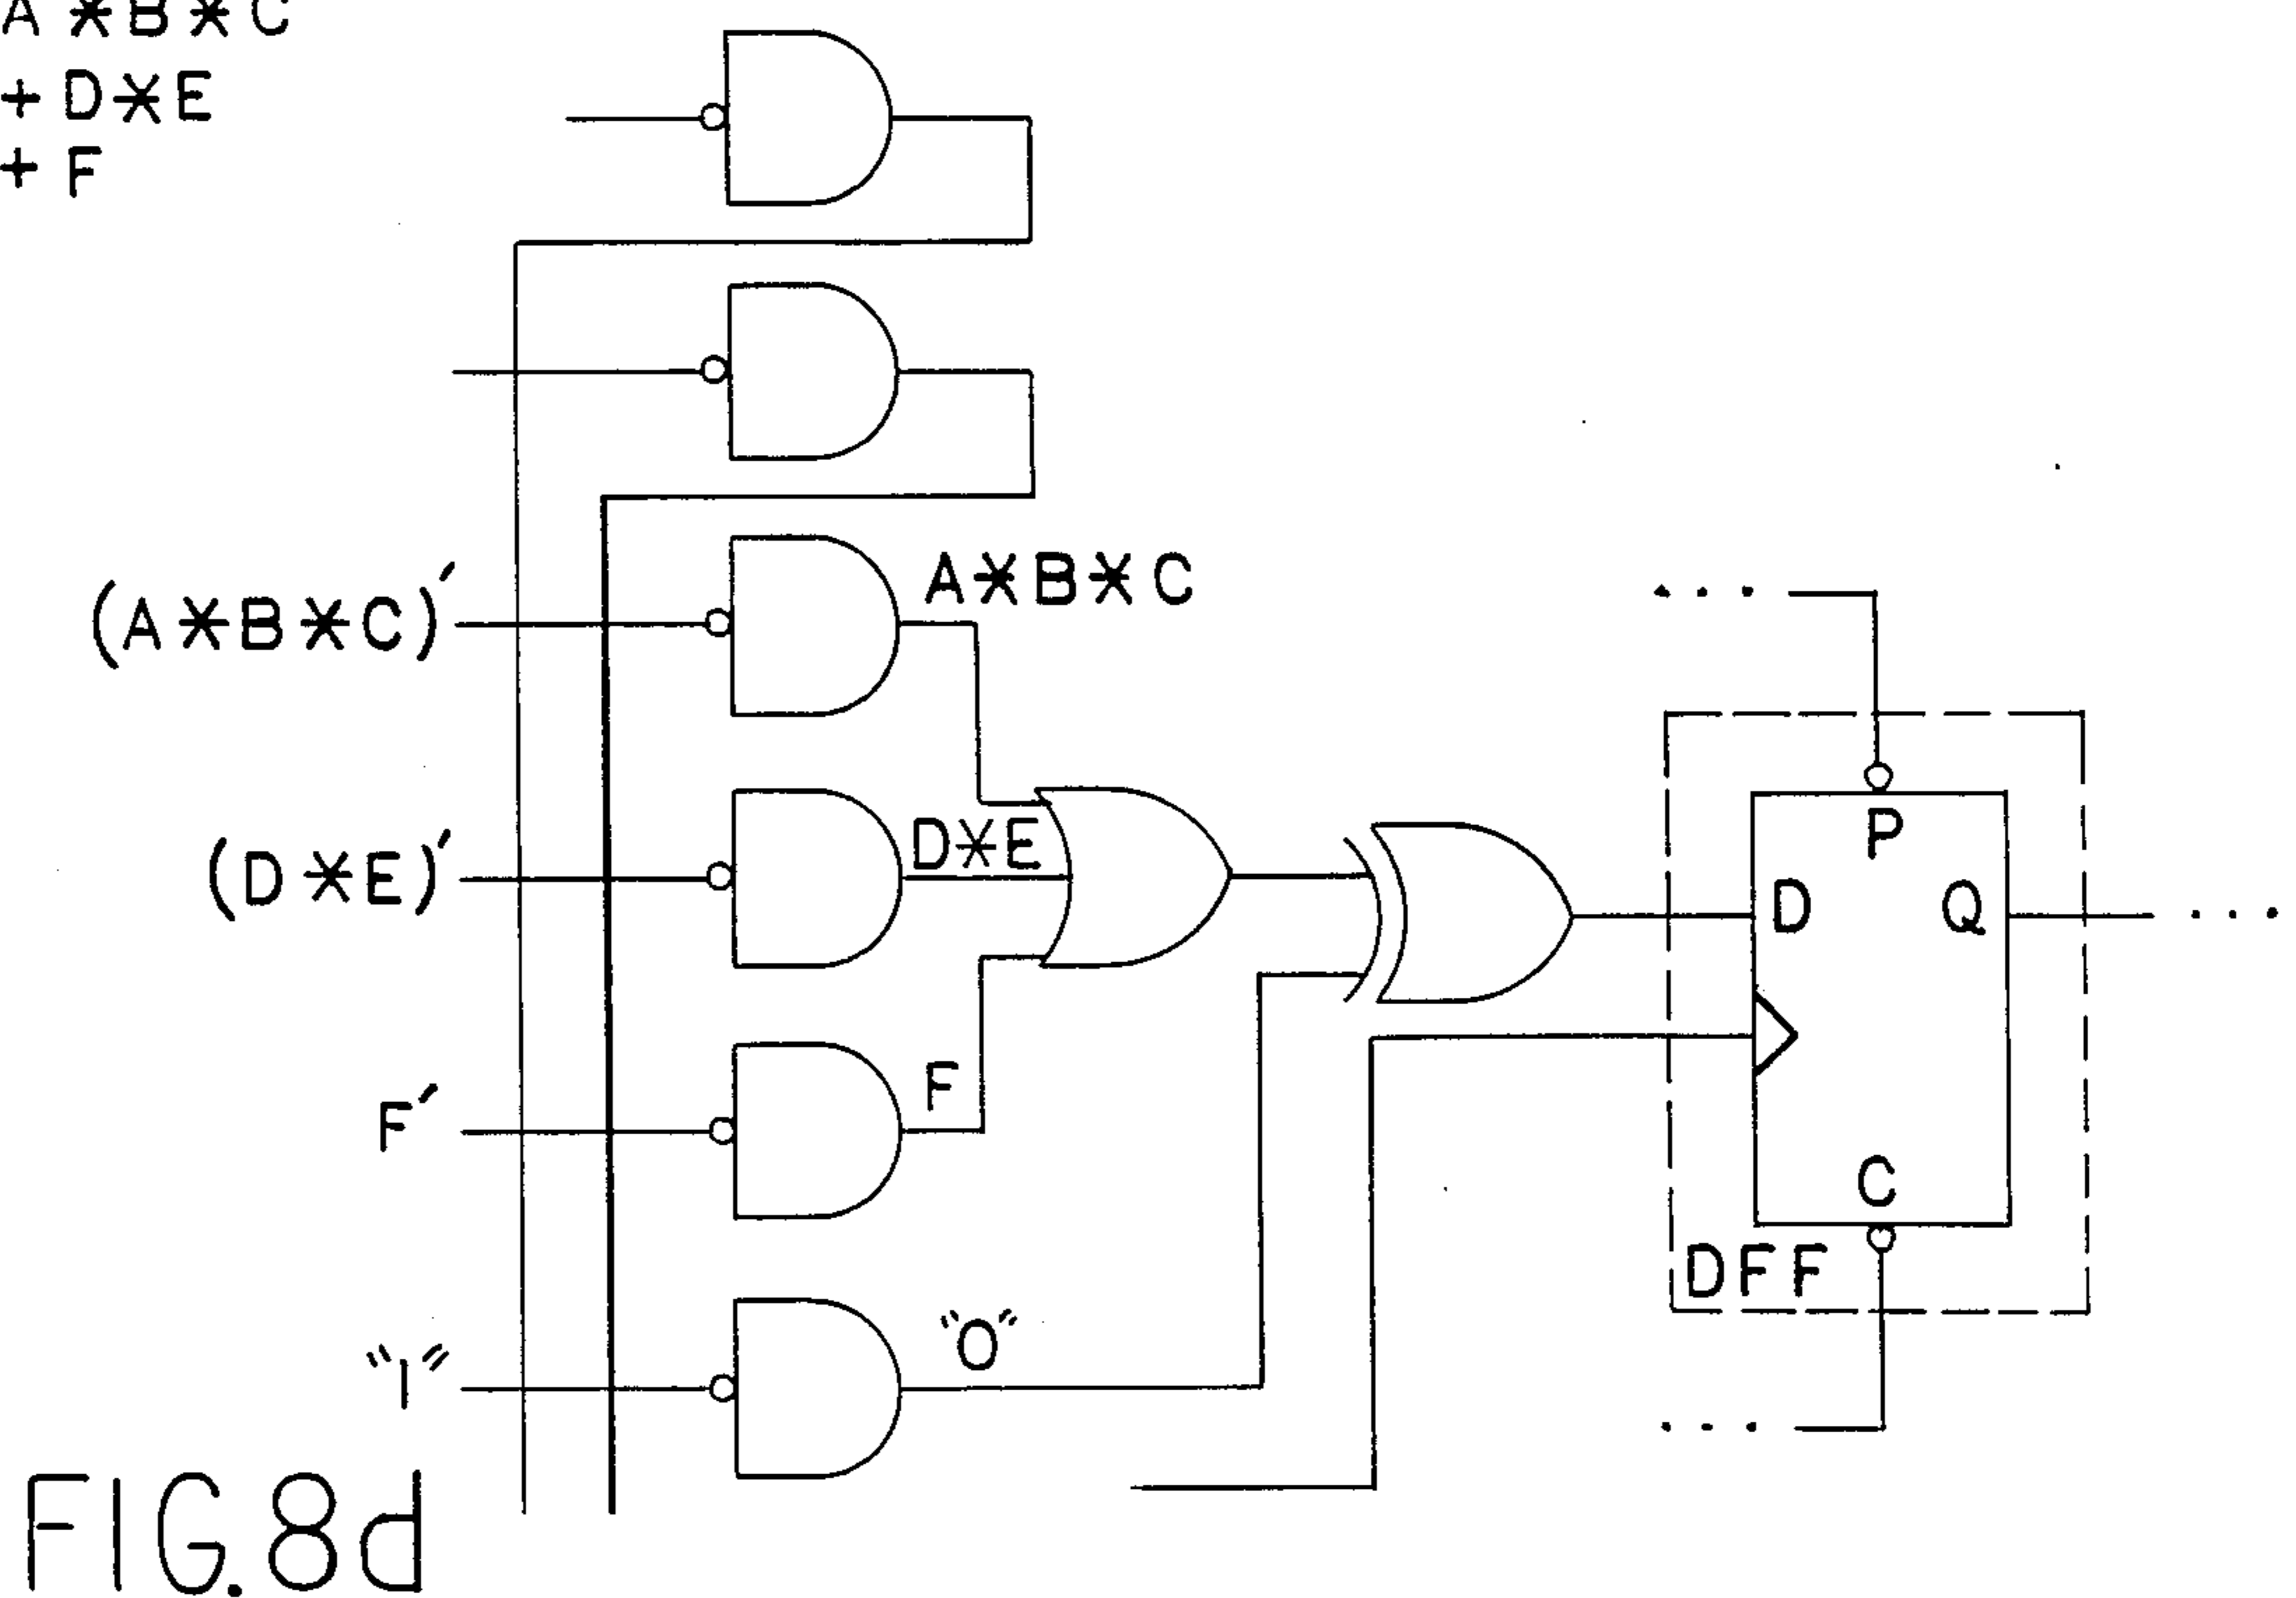 A*B*C
+ D*E
+ F
A*B*C
(A*B*C)'
D*E
(D*E)'
P
D Q
F
F'
C
DFF
"0"
"1"
FIG.8d